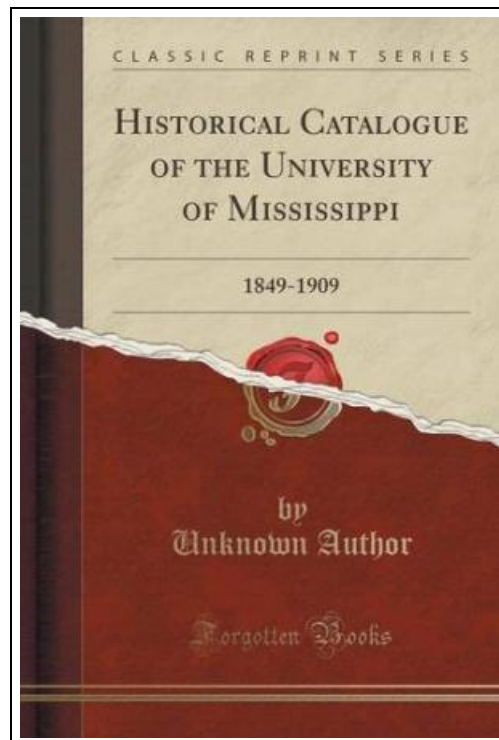 CLASSIC REPRINT SERIES
HISTORICAL CATALOGUE
OF THE UNIVERSITY
OF MISSISSIPPI
1849-1909
F
by
Unknown Author
Forgotten Books